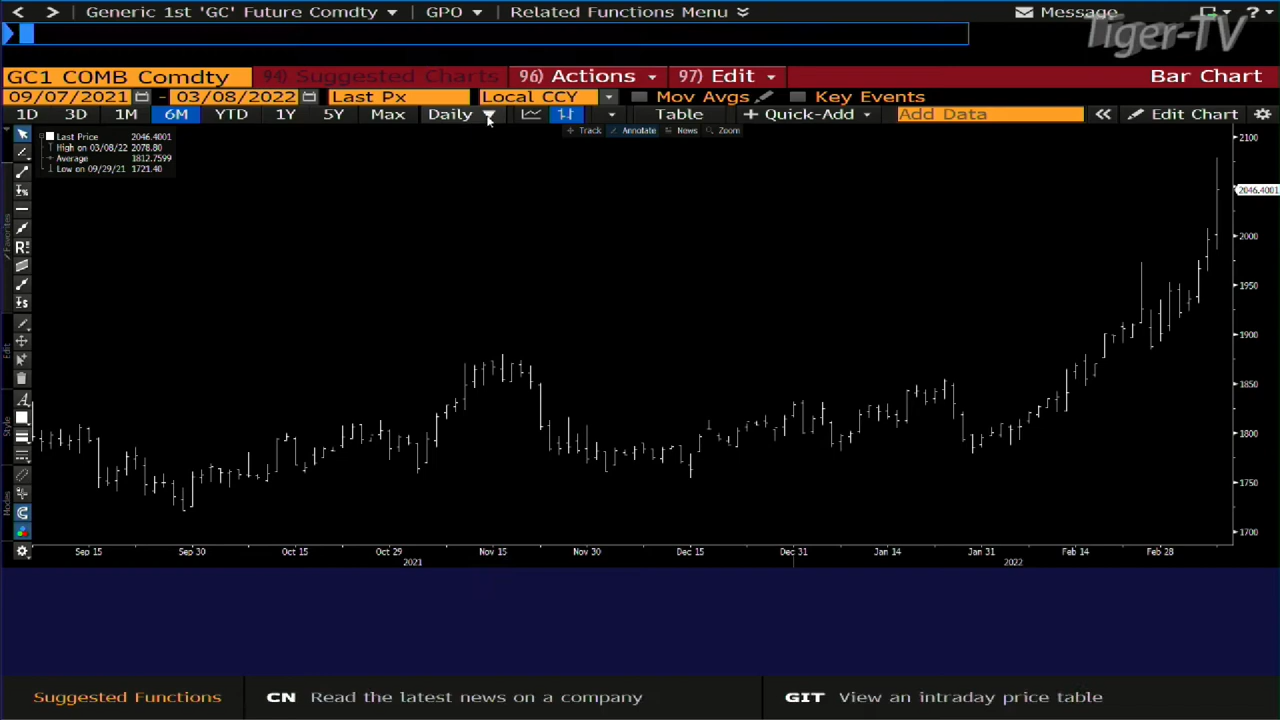 Generic 1st 'GC' Future Comdty GPO Related Functions Menu Message ?
Tiger-TV
GC1 COMB Comdty 94) Suggested Charts 96) Actions 97) Edit Bar Chart
09/07/2021 - 03/08/2022 Last Px Local CCY Mov Avgs Key Events
1D 3D 1M 6M YTD 1Y 5Y Max Daily Table + Quick-Add Add Data « Edit Chart
Track Annotate News Zoom
Last Price 2046.4001
High on 03/08/22 2078.80
Average 1812.7599
Low on 09/29/21 1721.40
2100
2046.4001
2000
1950
1900
1850
1800
1750
1700
Favorites
Edit
Style
Modes
Sep 15 Sep 30 Oct 15 Oct 29 Nov 15 Nov 30 Dec 15 Dec 31 Jan 14 Jan 31 Feb 14 Feb 28
2021 2022
Suggested Functions CN Read the latest news on a company GIT View an intraday price table